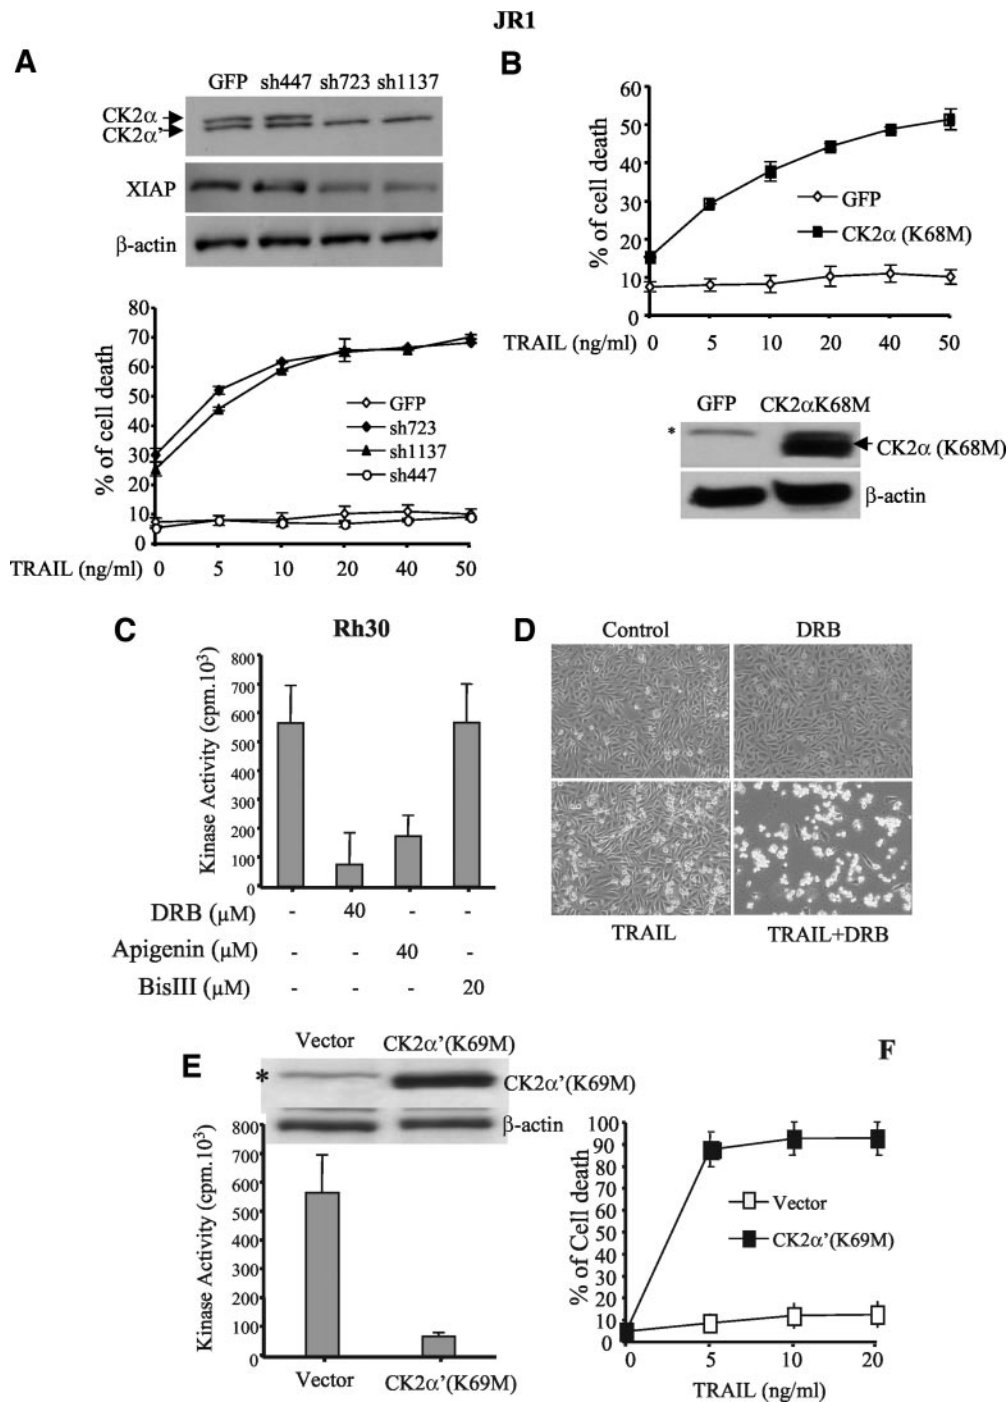 JR1
A
GFP sh447 sh723 sh1137
CK2α
CK2α'
XIAP
β-actin
% of cell death
80
70
60
50
40
30
20
10
0
GFP
sh723
sh1137
sh447
TRAIL (ng/ml) 0 5 10 20 40 50
B
% of cell death
60
50
40
30
20
10
0
GFP
CK2α (K68M)
TRAIL (ng/ml) 0 5 10 20 40 50
GFP CK2αK68M
*
CK2α (K68M)
β-actin
C
Rh30
Kinase Activity (cpm.10³)
800
700
600
500
400
300
200
100
0
DRB (μM) - 40 - -
Apigenin (μM) - - 40 -
BisIII (μM) - - - 20
D
Control DRB
TRAIL TRAIL+DRB
E
Vector CK2α'(K69M)
*
CK2α'(K69M)
β-actin
Kinase Activity (cpm.10³)
800
700
600
500
400
300
200
100
0
Vector CK2α'(K69M)
F
% of Cell death
100
90
80
70
60
50
40
30
20
10
0
Vector
CK2α'(K69M)
0 5 10 20
TRAIL (ng/ml)